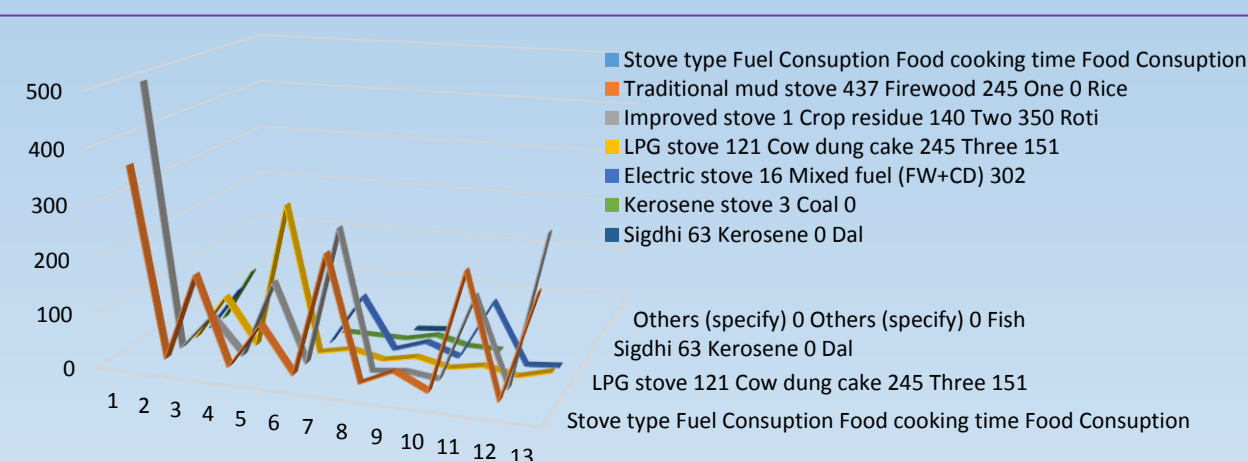 500
400
300
200
100
0
1
2
3
4
5
6
7
8
9
10
11
12
13
Stove type Fuel Consuption Food cooking time Food Consuption
Traditional mud stove 437 Firewood 245 One 0 Rice
Improved stove 1 Crop residue 140 Two 350 Roti
LPG stove 121 Cow dung cake 245 Three 151
Electric stove 16 Mixed fuel (FW+CD) 302
Kerosene stove 3 Coal 0
Sigdhi 63 Kerosene 0 Dal
Others (specify) 0 Others (specify) 0 Fish
Sigdhi 63 Kerosene 0 Dal
LPG stove 121 Cow dung cake 245 Three 151
Stove type Fuel Consuption Food cooking time Food Consuption